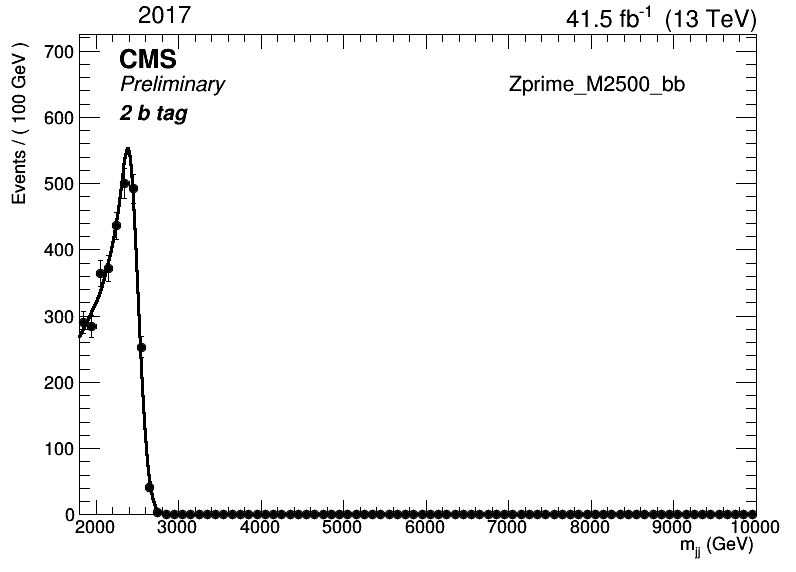 2017
41.5 fb⁻¹ (13 TeV)
CMS
Preliminary
2 b tag
Zprime_M2500_bb
Events / ( 100 GeV )
700
600
500
400
300
200
100
0
2000 3000 4000 5000 6000 7000 8000 9000 10000
m_jj (GeV)